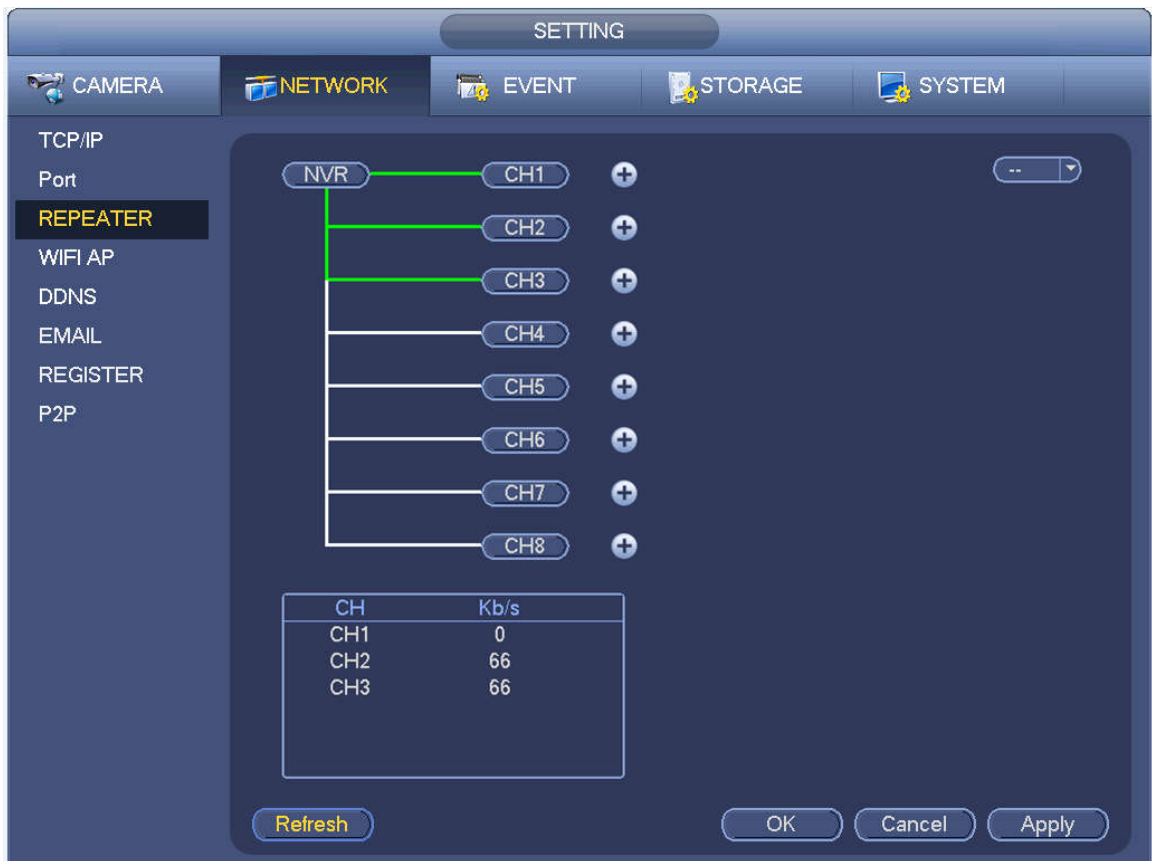 SETTING
CAMERA NETWORK EVENT STORAGE SYSTEM
TCP/IP
Port
REPEATER
WIFI AP
DDNS
EMAIL
REGISTER
P2P
NVR CH1 --
CH2
CH3
CH4
CH5
CH6
CH7
CH8
CH Kb/s
CH1 0
CH2 66
CH3 66
Refresh OK Cancel Apply